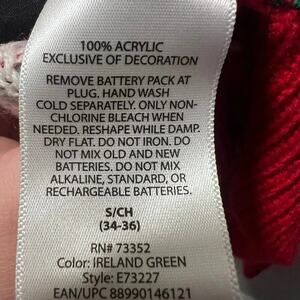 100% ACRYLIC
EXCLUSIVE OF DECORATION
REMOVE BATTERY PACK AT
PLUG. HAND WASH
COLD SEPARATELY. ONLY NON-
CHLORINE BLEACH WHEN
NEEDED. RESHAPE WHILE DAMP.
DRY FLAT. DO NOT IRON. DO
NOT MIX OLD AND NEW
BATTERIES. DO NOT MIX
ALKALINE, STANDARD, OR
RECHARGEABLE BATTERIES.
S/CH
(34-36)
RN# 73352
Color: IRELAND GREEN
Style: E73227
EAN/UPC 88990146121